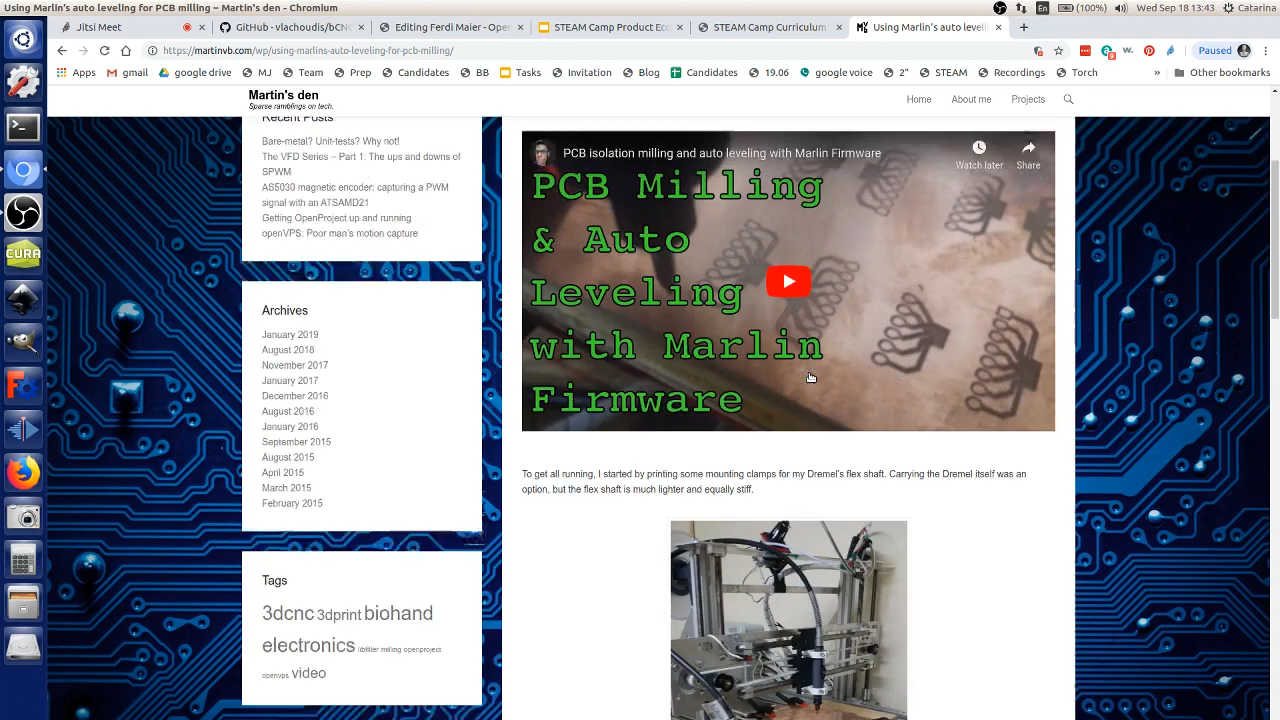 Using Marlin's auto leveling for PCB milling – Martin's den - Chromium
En
(100%)
Wed Sep 18 13:43
Catarina
Jitsi Meet
GitHub - vlachoudis/bCNC
Editing Ferdi Maier - Open
STEAM Camp Product Eco
STEAM Camp Curriculum
Using Marlin's auto leveli
https://martinvb.com/wp/using-marlins-auto-leveling-for-pcb-milling/
Paused
Apps
gmail
google drive
MJ
Team
Prep
Candidates
BB
Tasks
Invitation
Blog
Candidates
19.06
google voice
2"
STEAM
Recordings
Torch
»
Other bookmarks
Martin's den
Sparse ramblings on tech.
Home
About me
Projects
Recent Posts
Bare-metal? Unit-tests? Why not!
The VFD Series – Part 1: The ups and downs of
SPWM
AS5030 magnetic encoder: capturing a PWM
signal with an ATSAMD21
Getting OpenProject up and running
openVPS: Poor man's motion capture
Archives
January 2019
August 2018
November 2017
January 2017
December 2016
August 2016
January 2016
September 2015
August 2015
April 2015
March 2015
February 2015
Tags
3dcnc 3dprint biohand
electronics libfilter milling openproject
openvps video
PCB isolation milling and auto leveling with Marlin Firmware
Watch later
Share
PCB Milling
& Auto
Leveling
with Marlin
Firmware
To get all running, I started by printing some mounting clamps for my Dremel's flex shaft. Carrying the Dremel itself was an
option, but the flex shaft is much lighter and equally stiff.
CURA